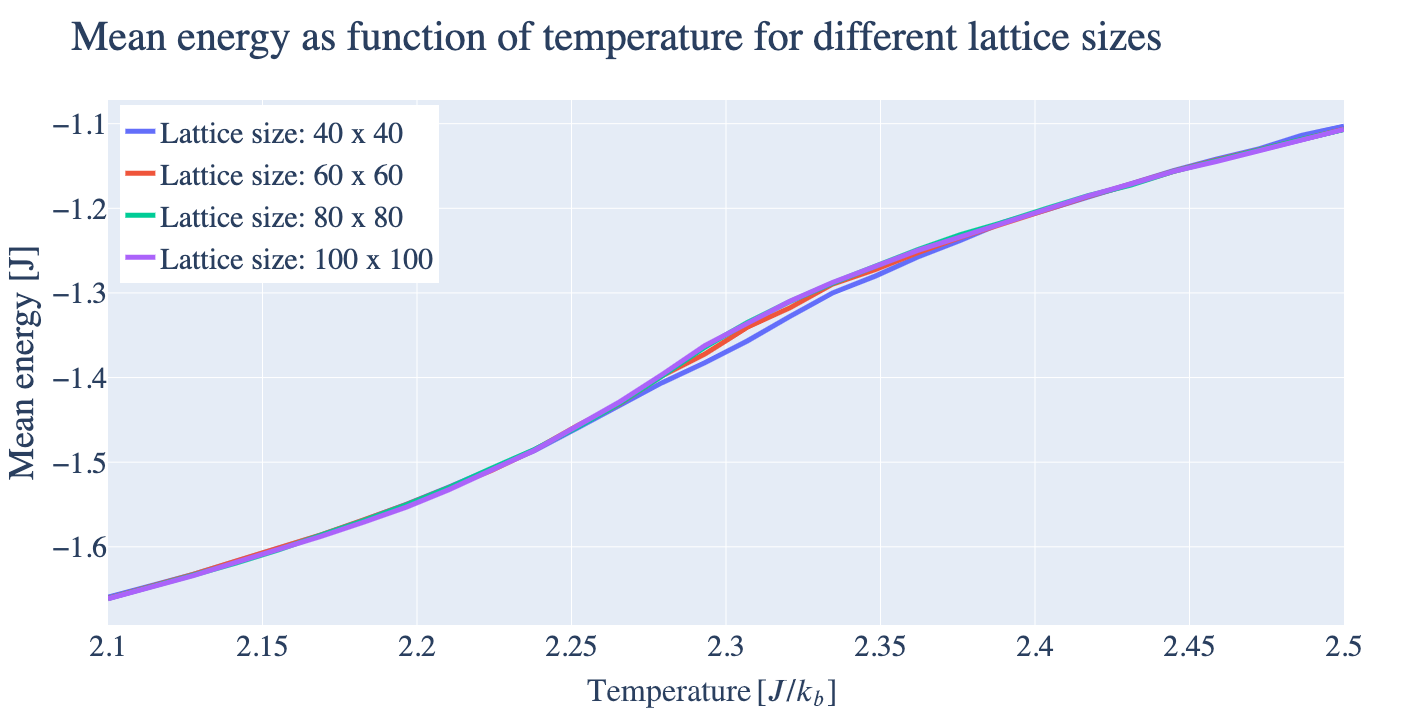 Mean energy as function of temperature for different lattice sizes
Lattice size: 40 x 40
Lattice size: 60 x 60
Lattice size: 80 x 80
Lattice size: 100 x 100
Mean energy [J]
−1.1
−1.2
−1.3
−1.4
−1.5
−1.6
2.1 2.15 2.2 2.25 2.3 2.35 2.4 2.45 2.5
Temperature [J/k_b]